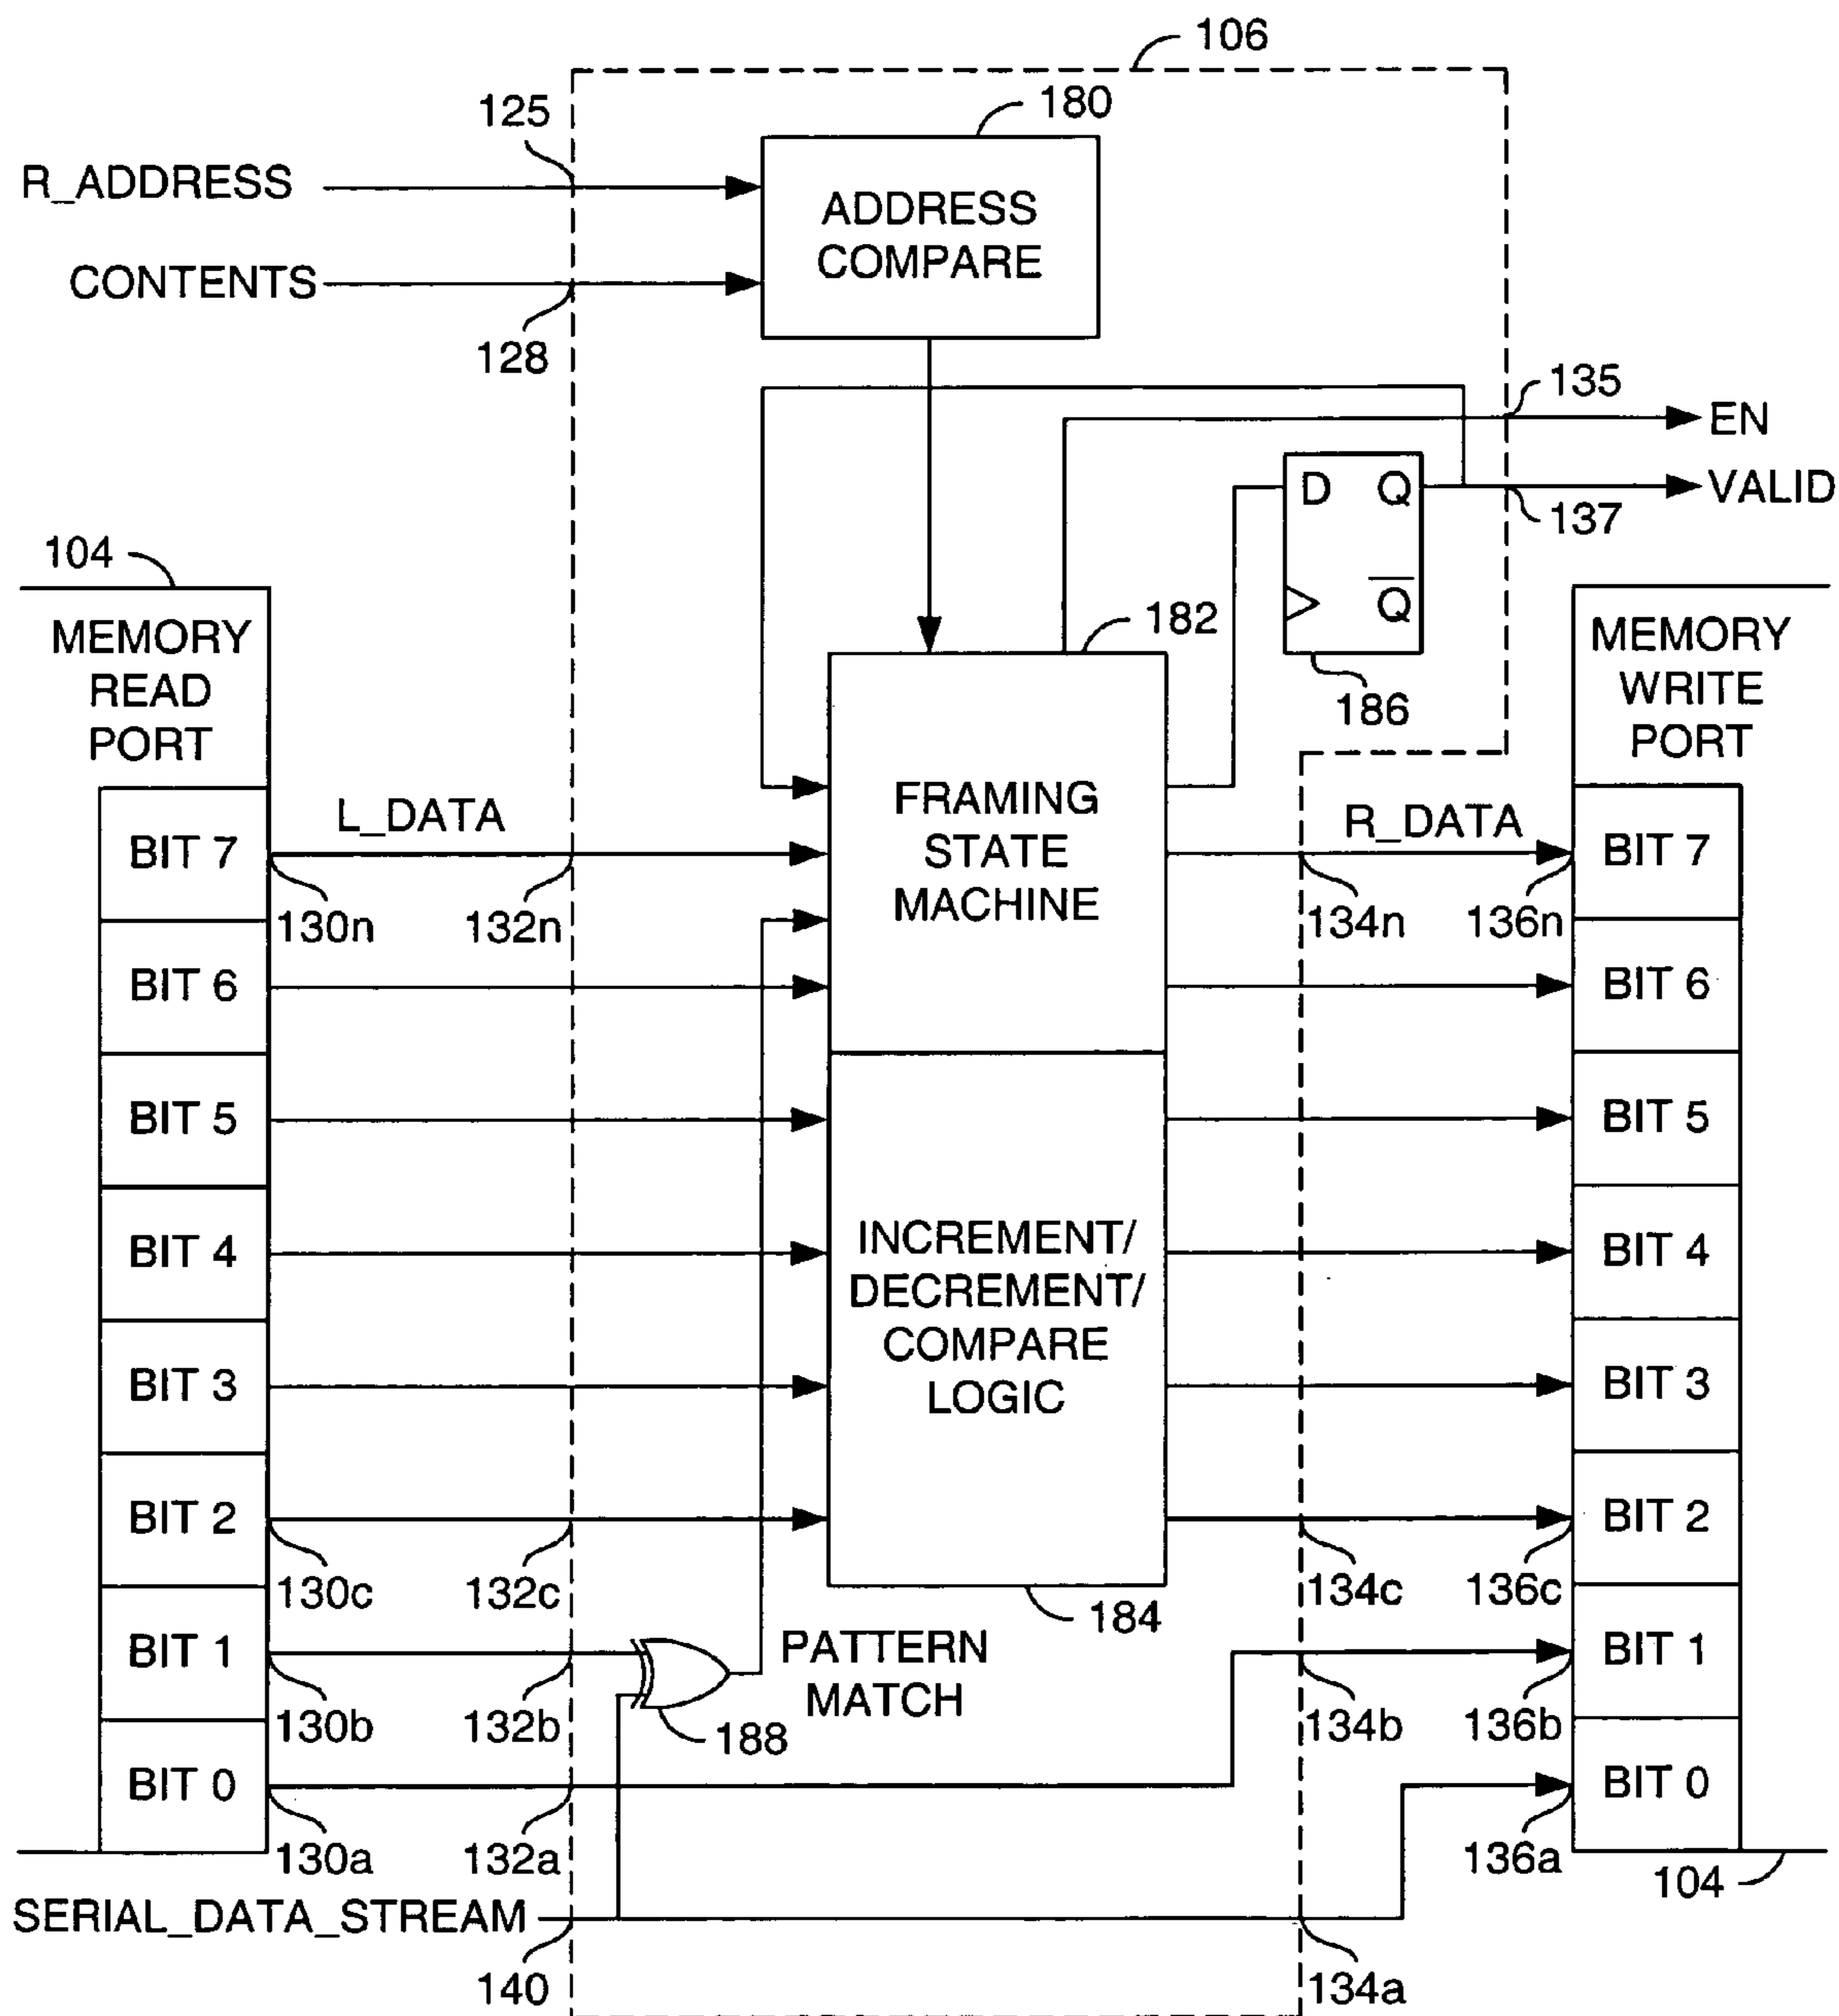 106
125
180
R_ADDRESS
ADDRESS
COMPARE
CONTENTS
128
135
EN
D Q
VALID
137
Q
104
182
186
MEMORY
READ
PORT
MEMORY
WRITE
PORT
FRAMING
STATE
MACHINE
L_DATA
R_DATA
BIT 7
BIT 7
130n
132n
134n
136n
BIT 6
BIT 6
BIT 5
BIT 5
INCREMENT/
DECREMENT/
COMPARE
LOGIC
BIT 4
BIT 4
BIT 3
BIT 3
BIT 2
BIT 2
130c
132c
184
134c
136c
BIT 1
PATTERN
MATCH
BIT 1
130b
132b
188
134b
136b
BIT 0
BIT 0
130a
132a
136a
104
SERIAL_DATA_STREAM
140
134a